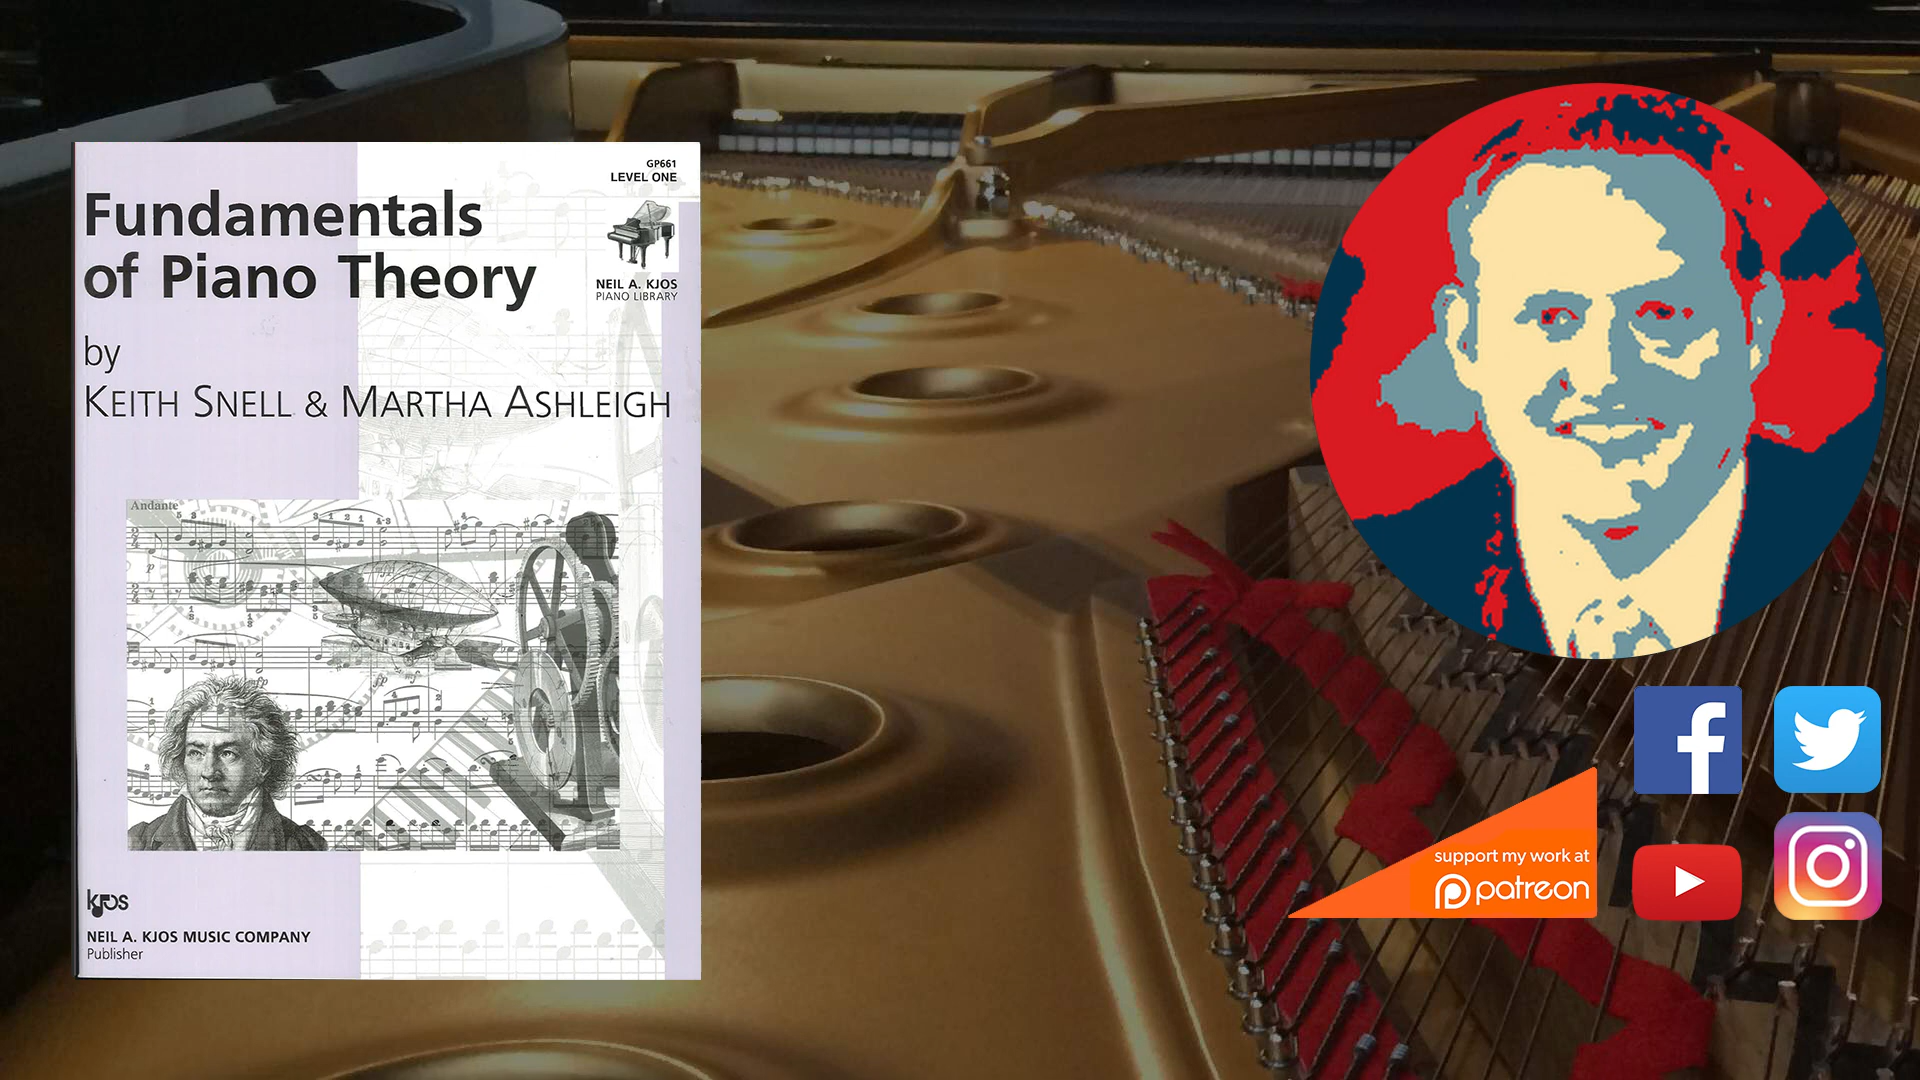 GP661
LEVEL ONE
Fundamentals
of Piano Theory
NEIL A. KJOS
PIANO LIBRARY
by
KEITH SNELL & MARTHA ASHLEIGH
Andante
kjos
NEIL A. KJOS MUSIC COMPANY
Publisher
support my work at
patreon